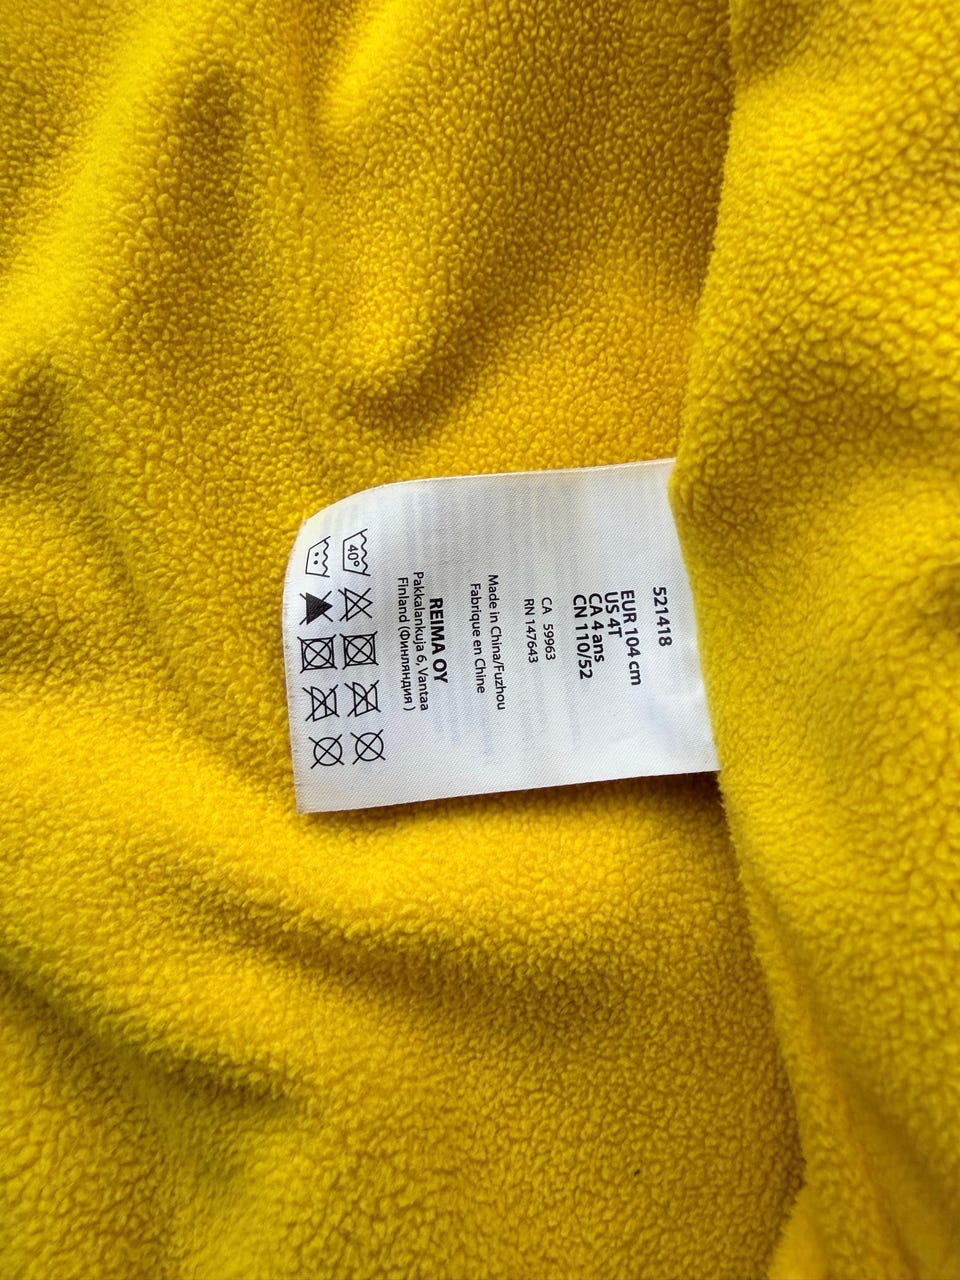 521418
EUR 104 cm
US 4T
CA 4 ans
CN 110/52
CA 59963
RN 147643
Made in China/Fuzhou
Fabrique en Chine
REIMA OY
Pakkalankuja 6, Vantaa
Finland (Финляндия )
40°